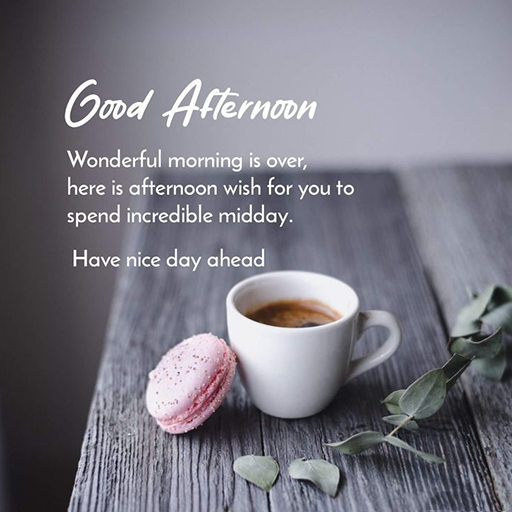 Good Afternoon
Wonderful morning is over,
here is afternoon wish for you to
spend incredible midday.
Have nice day ahead